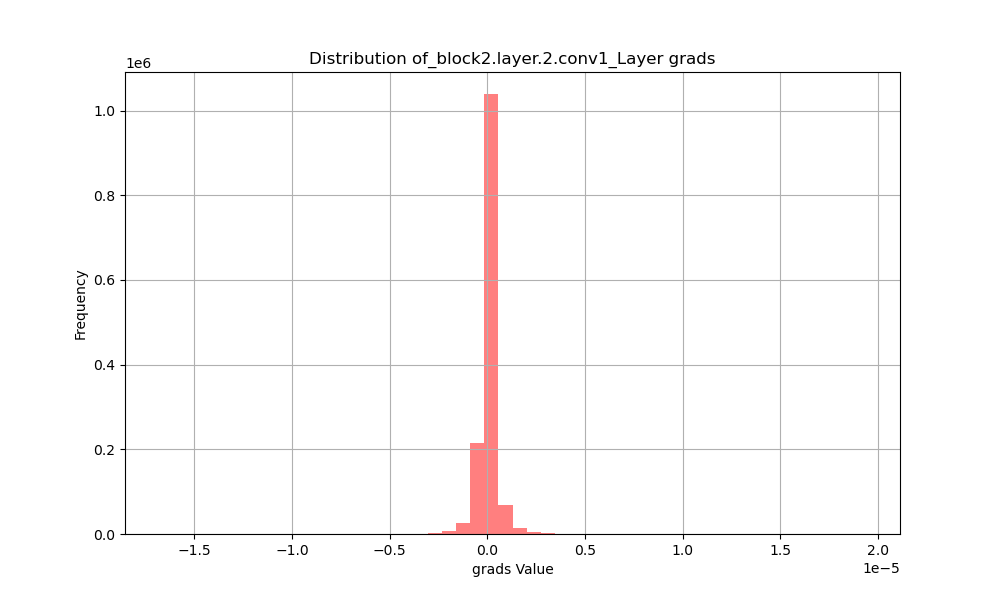 Distribution of_block2.layer.2.conv1_Layer grads
1e6
1.0
0.8
0.6
0.4
0.2
0.0
Frequency
−1.5 −1.0 −0.5 0.0 0.5 1.0 1.5 2.0
1e−5
grads Value